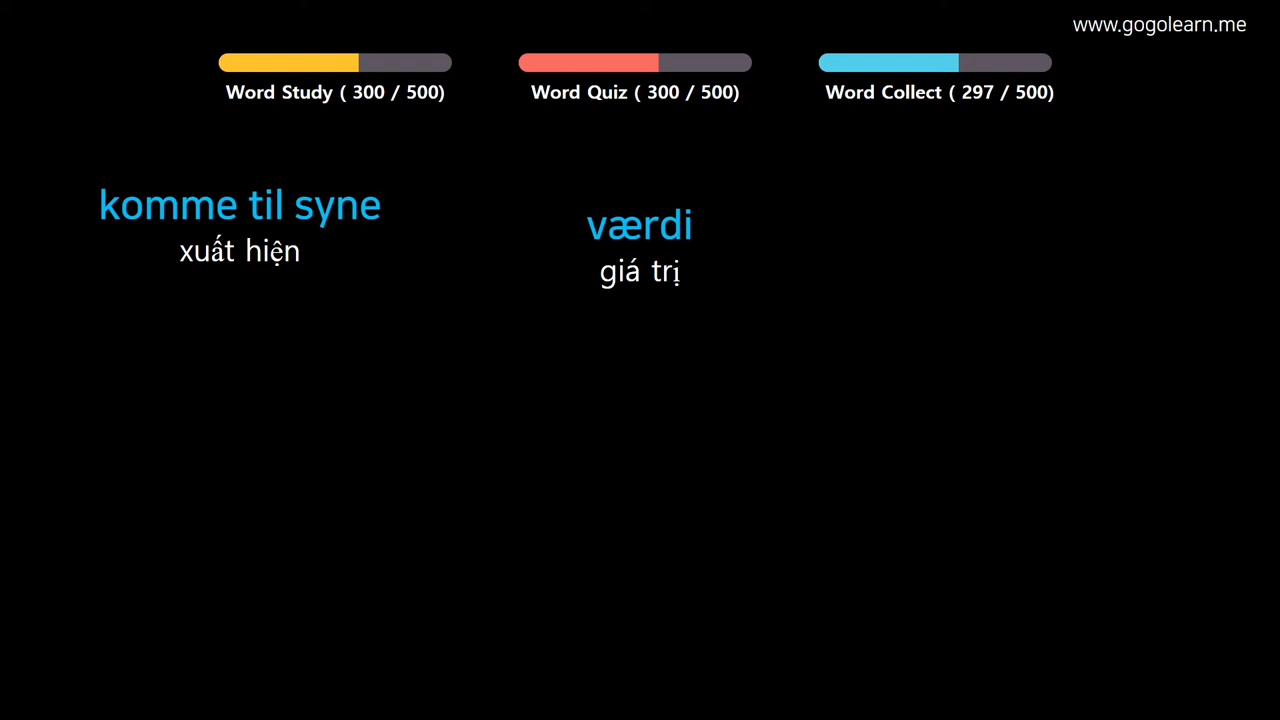 www.gogolearn.me
Word Study ( 300 / 500)
Word Quiz ( 300 / 500)
Word Collect ( 297 / 500)
komme til syne
xuất hiện
værdi
giá trị